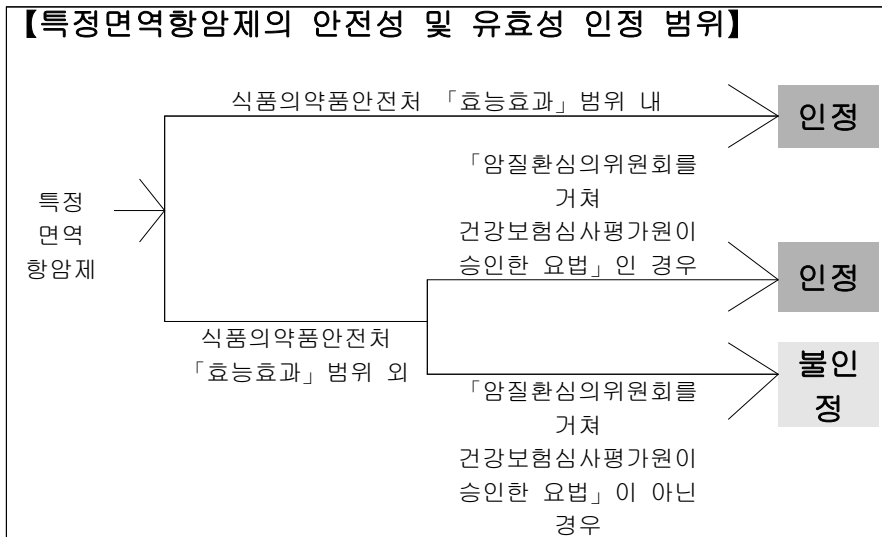 【특정면역항암제의 안전성 및 유효성 인정 범위】
식품의약품안전처 「효능효과」범위 내
인정
특정
면역
항암제
「암질환심의위원회를
거쳐
건강보험심사평가원이
승인한 요법」인 경우
인정
식품의약품안전처
「효능효과」범위 외
불인
정
「암질환심의위원회를
거쳐
건강보험심사평가원이
승인한 요법」이 아닌
경우